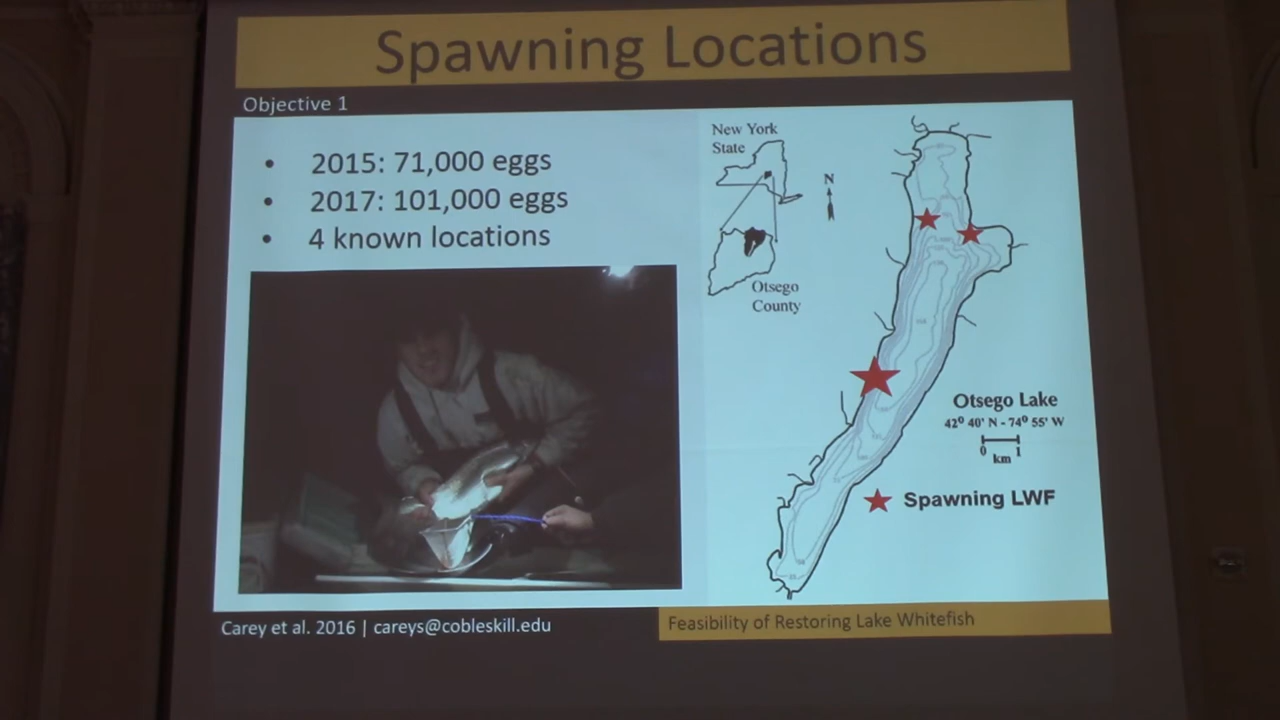 Spawning Locations
Objective 1
• 2015: 71,000 eggs
• 2017: 101,000 eggs
• 4 known locations
New York
State
N
Otsego
County
Otsego Lake
42⁰ 40' N - 74⁰ 55' W
0 1
km
Spawning LWF
Carey et al. 2016 | careys@cobleskill.edu
Feasibility of Restoring Lake Whitefish